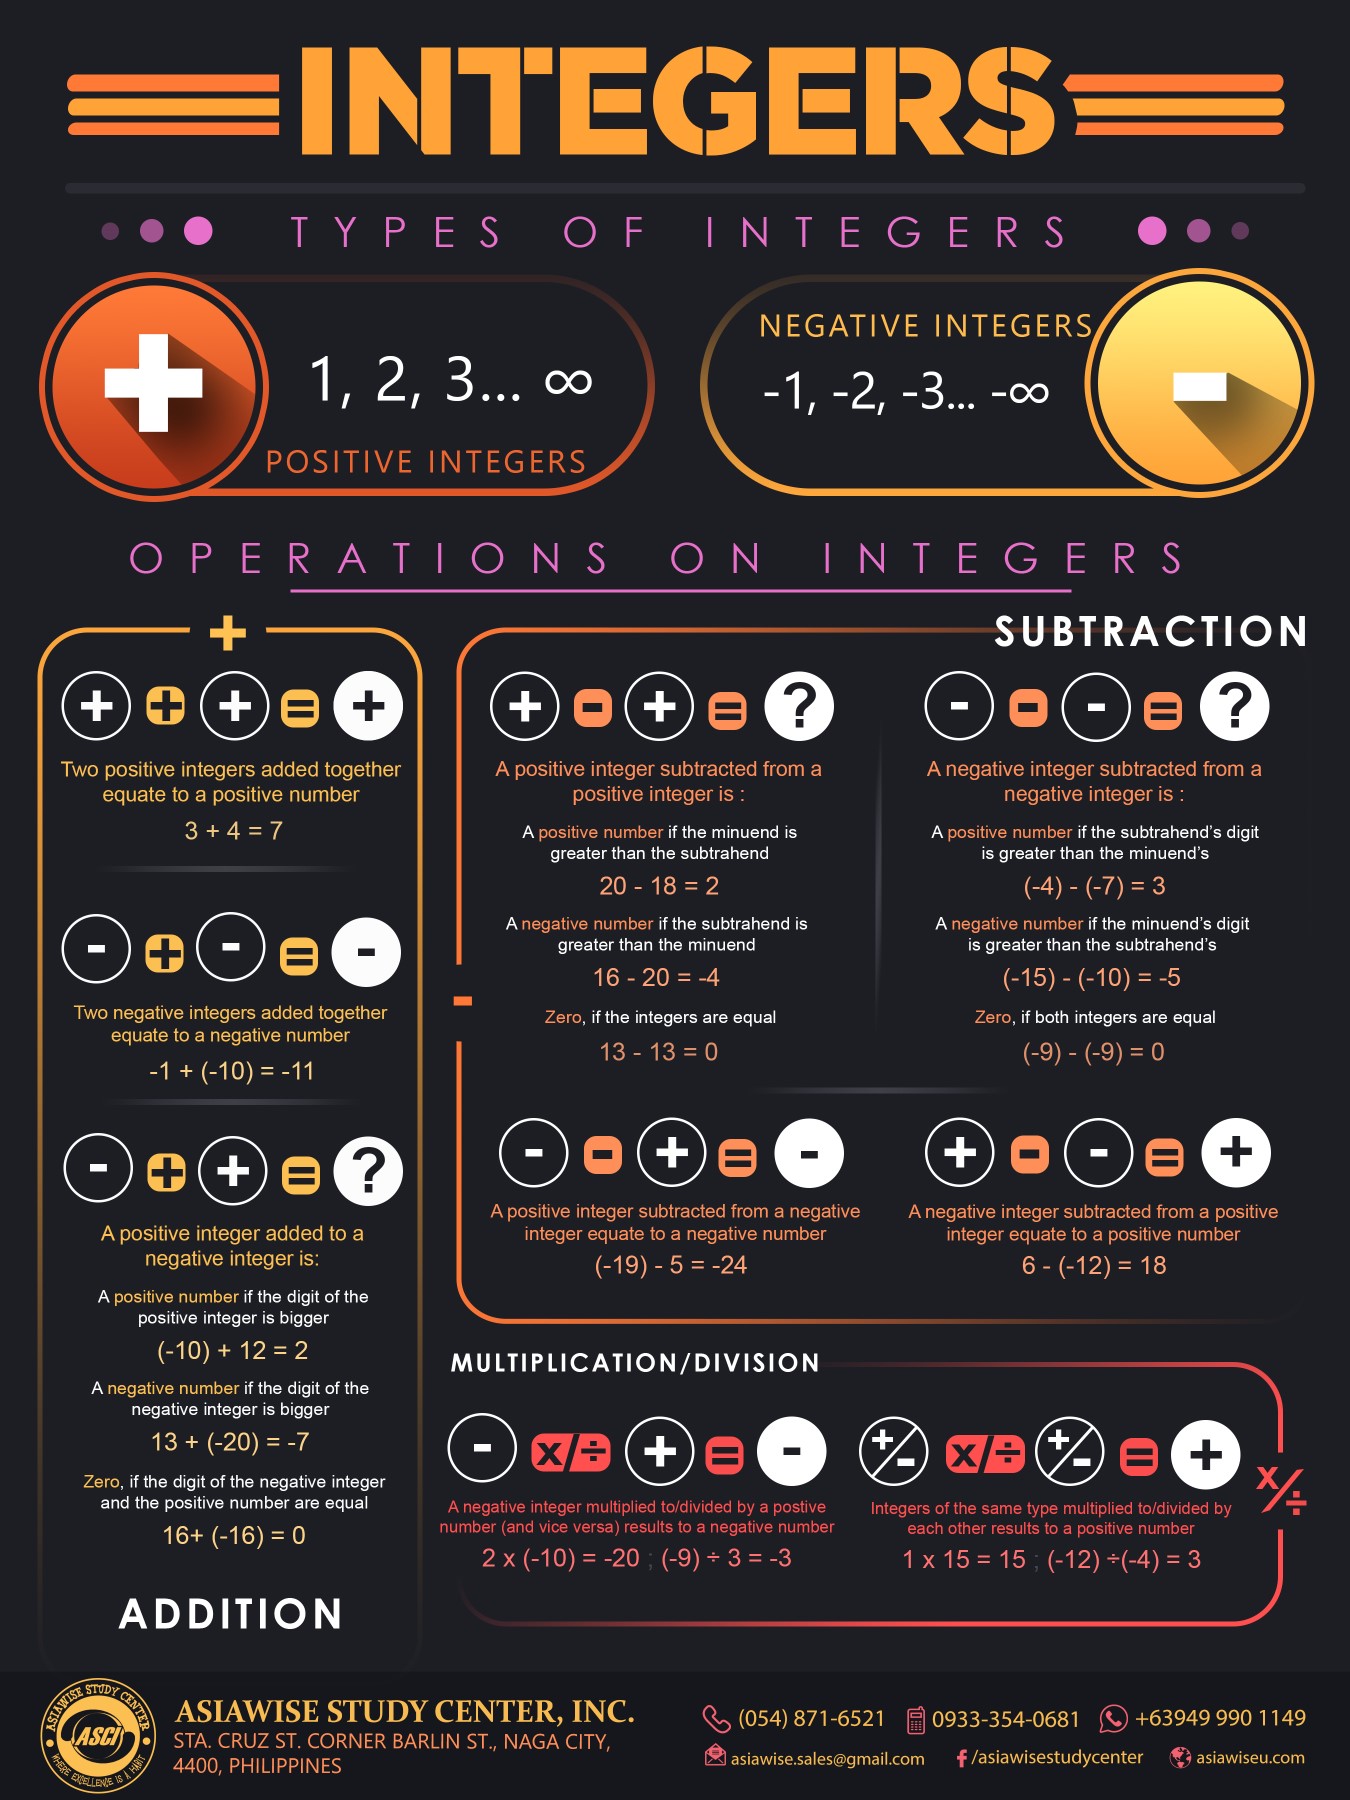 INTEGERS
TYPES OF INTEGERS
+
1, 2, 3... ∞
POSITIVE INTEGERS
NEGATIVE INTEGERS
-1, -2, -3... -∞
-
OPERATIONS ON INTEGERS
+
+ + + = +
Two positive integers added together
equate to a positive number
3 + 4 = 7
- + - = -
Two negative integers added together
equate to a negative number
-1 + (-10) = -11
- + + = ?
A positive integer added to a
negative integer is:
A positive number if the digit of the
positive integer is bigger
(-10) + 12 = 2
A negative number if the digit of the
negative integer is bigger
13 + (-20) = -7
Zero, if the digit of the negative integer
and the positive number are equal
16+ (-16) = 0
ADDITION
SUBTRACTION
-
+ - + = ?
A positive integer subtracted from a
positive integer is :
A positive number if the minuend is
greater than the subtrahend
20 - 18 = 2
A negative number if the subtrahend is
greater than the minuend
16 - 20 = -4
Zero, if the integers are equal
13 - 13 = 0
- - - = ?
A negative integer subtracted from a
negative integer is :
A positive number if the subtrahend's digit
is greater than the minuend's
(-4) - (-7) = 3
A negative number if the minuend's digit
is greater than the subtrahend's
(-15) - (-10) = -5
Zero, if both integers are equal
(-9) - (-9) = 0
- - + = -
A positive integer subtracted from a negative
integer equate to a negative number
(-19) - 5 = -24
+ - - = +
A negative integer subtracted from a positive
integer equate to a positive number
6 - (-12) = 18
MULTIPLICATION/DIVISION
- x/÷ + = -
A negative integer multiplied to/divided by a postive
number (and vice versa) results to a negative number
2 x (-10) = -20 ; (-9) ÷ 3 = -3
+/- x/÷ +/- = +
Integers of the same type multiplied to/divided by
each other results to a positive number
1 x 15 = 15 ; (-12) ÷(-4) = 3
x/÷
ASIAWISE STUDY CENTER
ASCI
WHERE EXCELLENCE IS A HABIT
ASIAWISE STUDY CENTER, INC.
STA. CRUZ ST. CORNER BARLIN ST., NAGA CITY,
4400, PHILIPPINES
(054) 871-6521
0933-354-0681
+63949 990 1149
asiawise.sales@gmail.com
/asiawisestudycenter
asiawiseu.com